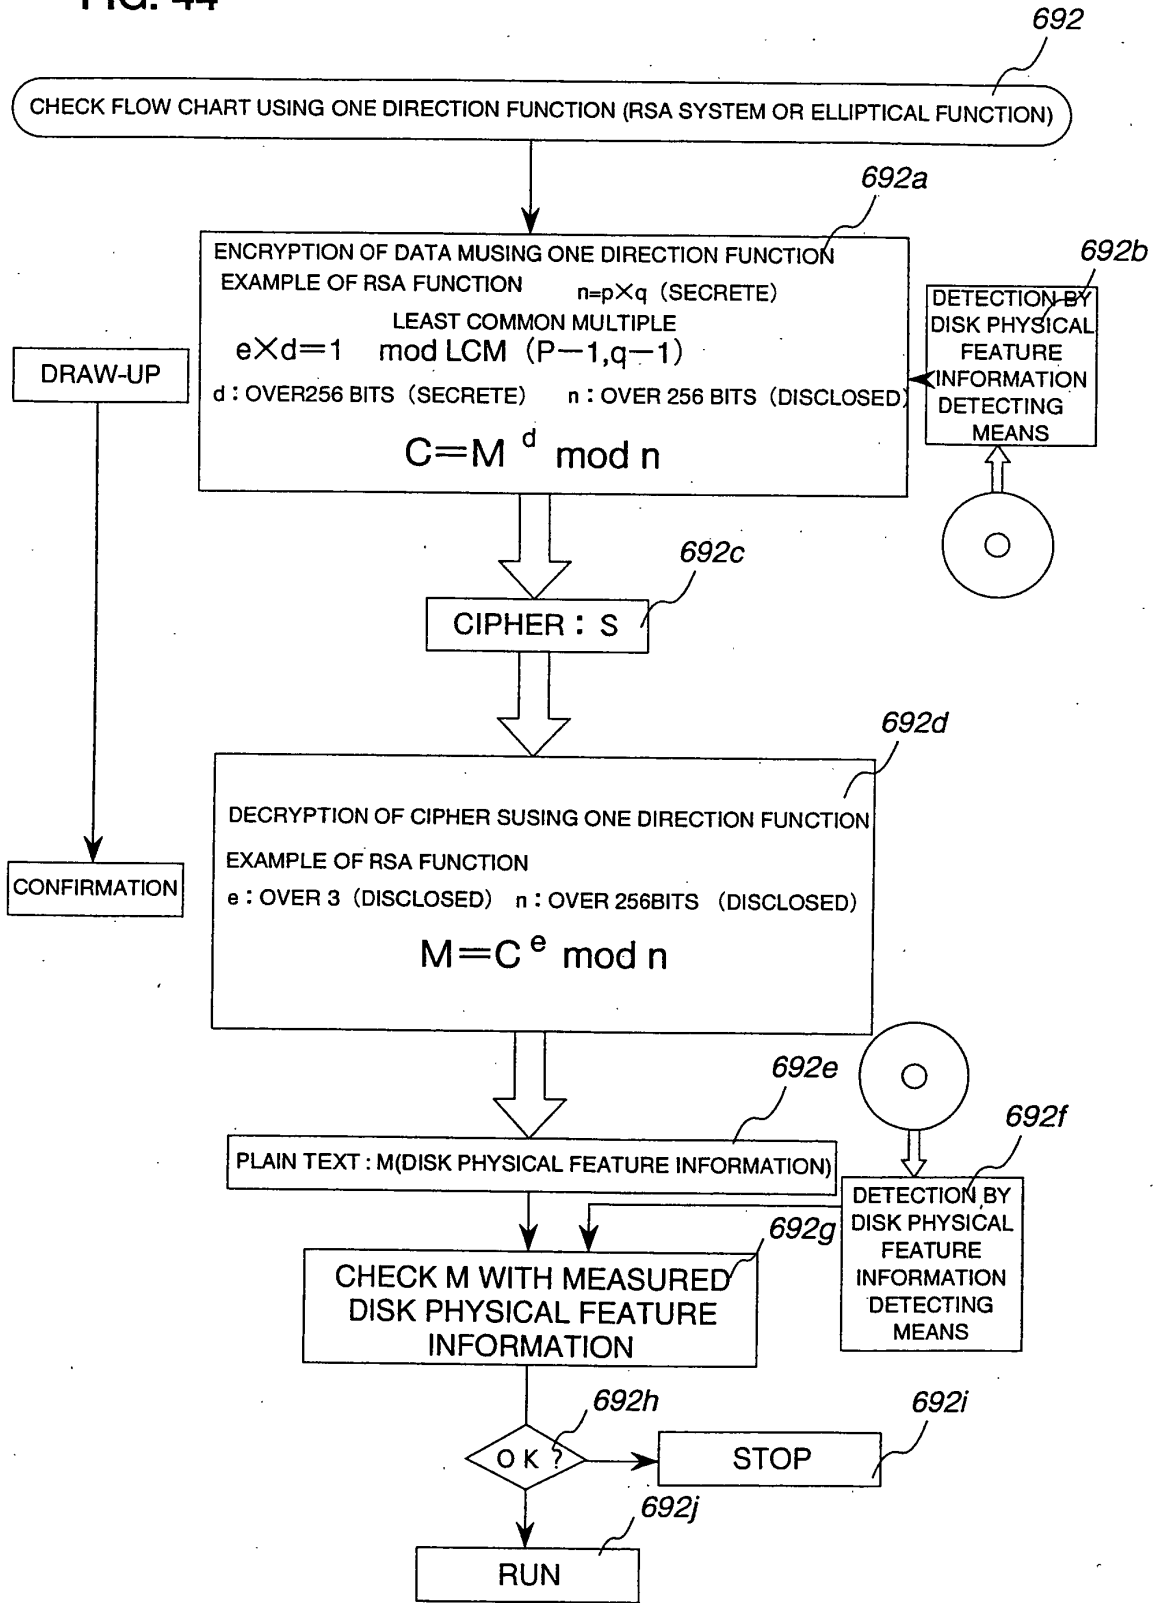 FIG. 44
692
CHECK FLOW CHART USING ONE DIRECTION FUNCTION (RSA SYSTEM OR ELLIPTICAL FUNCTION)
692a
ENCRYPTION OF DATA MUSING ONE DIRECTION FUNCTION
EXAMPLE OF RSA FUNCTION n=p×q (SECRETE)
LEAST COMMON MULTIPLE
e×d=1 mod LCM (P-1,q-1)
d : OVER256 BITS (SECRETE) n : OVER 256 BITS (DISCLOSED)
C=M^d mod n
692b
DETECTION BY
DISK PHYSICAL
FEATURE
INFORMATION
DETECTING
MEANS
DRAW-UP
692c
CIPHER : S
692d
DECRYPTION OF CIPHER SUSING ONE DIRECTION FUNCTION
EXAMPLE OF RSA FUNCTION
e : OVER 3 (DISCLOSED) n : OVER 256BITS (DISCLOSED)
M=C^e mod n
CONFIRMATION
692e
PLAIN TEXT : M(DISK PHYSICAL FEATURE INFORMATION)
692f
DETECTION BY
DISK PHYSICAL
FEATURE
INFORMATION
DETECTING
MEANS
692g
CHECK M WITH MEASURED
DISK PHYSICAL FEATURE
INFORMATION
692h
OK ?
692i
STOP
692j
RUN